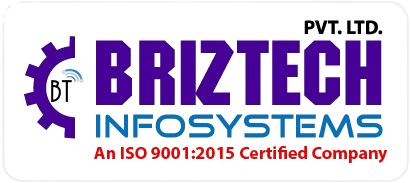 PVT. LTD.
BT BRIZTECH
INFOSYSTEMS
An ISO 9001:2015 Certified Company